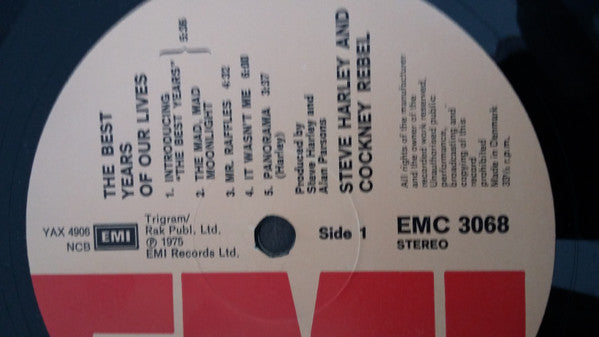 THE BEST
YEARS
OF OUR LIVES
1. INTRODUCING
"THE BEST YEARS"
2. THE MAD, MAD
MOONLIGHT
} 5:36
3. MR. RAFFLES 4:32
4. IT WASN'T ME 6:00
5. PANORAMA 3:37
(Harley)
Produced by
Steve Harley and
Alan Parsons
STEVE HARLEY AND
COCKNEY REBEL
All rights of the manufacturer
and the owner of the
recorded work reserved.
Unauthorised public
performance,
broadcasting and
copying of this
record
prohibited
Made in Denmark
33⅓ r.p.m.
YAX 4906
NCB
EMI
Trigram/
Rak Publ. Ltd.
℗ 1975
EMI Records Ltd.
Side 1
EMC 3068
STEREO
EMI